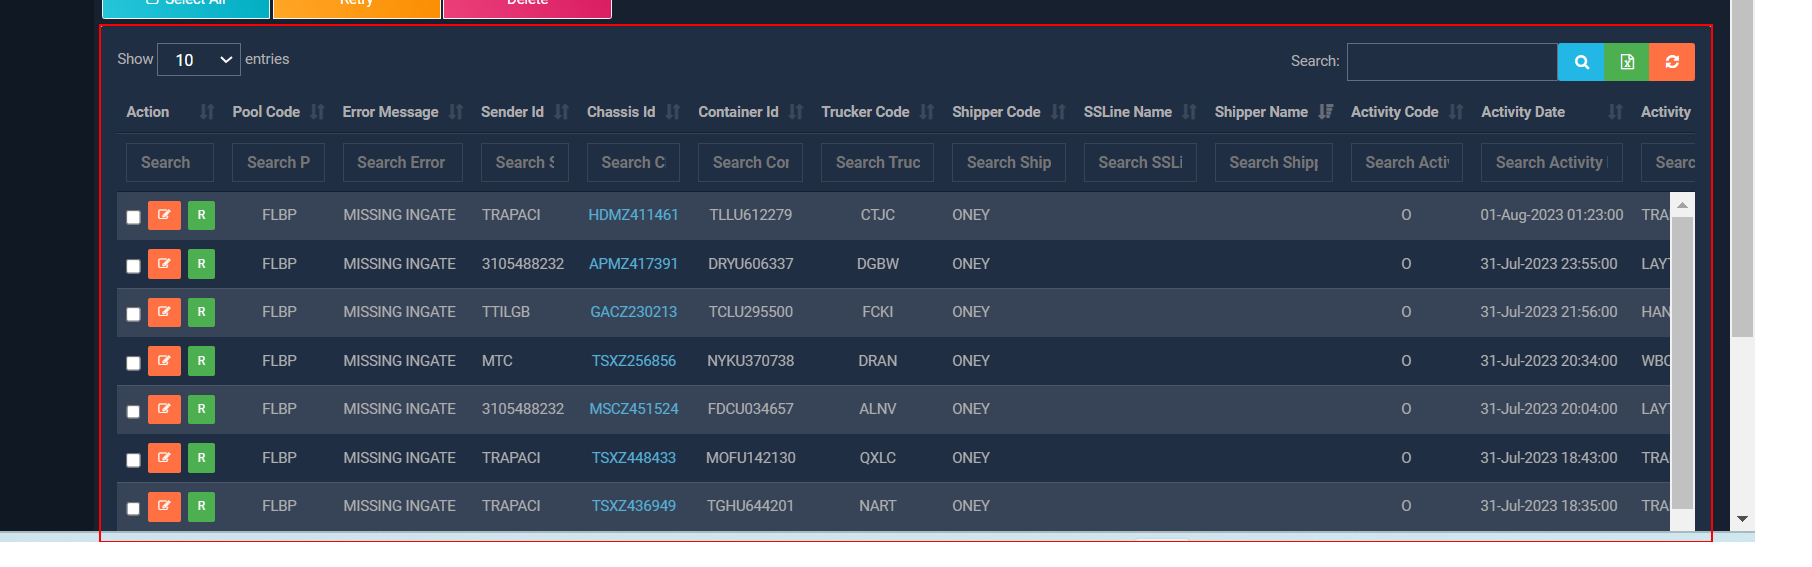 Select All Retry Delete
Show 10 entries Search:
Action Pool Code Error Message Sender Id Chassis Id Container Id Trucker Code Shipper Code SSLine Name Shipper Name Activity Code Activity Date Activity
Search Search P Search Error Search S Search C Search Cor Search Truc Search Ship Search SSLi Search Ship Search Acti Search Activity Searc
R FLBP MISSING INGATE TRAPACI HDMZ411461 TLLU612279 CTJC ONEY O 01-Aug-2023 01:23:00 TRA
R FLBP MISSING INGATE 3105488232 APMZ417391 DRYU606337 DGBW ONEY O 31-Jul-2023 23:55:00 LAY
R FLBP MISSING INGATE TTILGB GACZ230213 TCLU295500 FCKI ONEY O 31-Jul-2023 21:56:00 HAN
R FLBP MISSING INGATE MTC TSXZ256856 NYKU370738 DRAN ONEY O 31-Jul-2023 20:34:00 WBC
R FLBP MISSING INGATE 3105488232 MSCZ451524 FDCU034657 ALNV ONEY O 31-Jul-2023 20:04:00 LAY
R FLBP MISSING INGATE TRAPACI TSXZ448433 MOFU142130 QXLC ONEY O 31-Jul-2023 18:43:00 TRA
R FLBP MISSING INGATE TRAPACI TSXZ436949 TGHU644201 NART ONEY O 31-Jul-2023 18:35:00 TRA